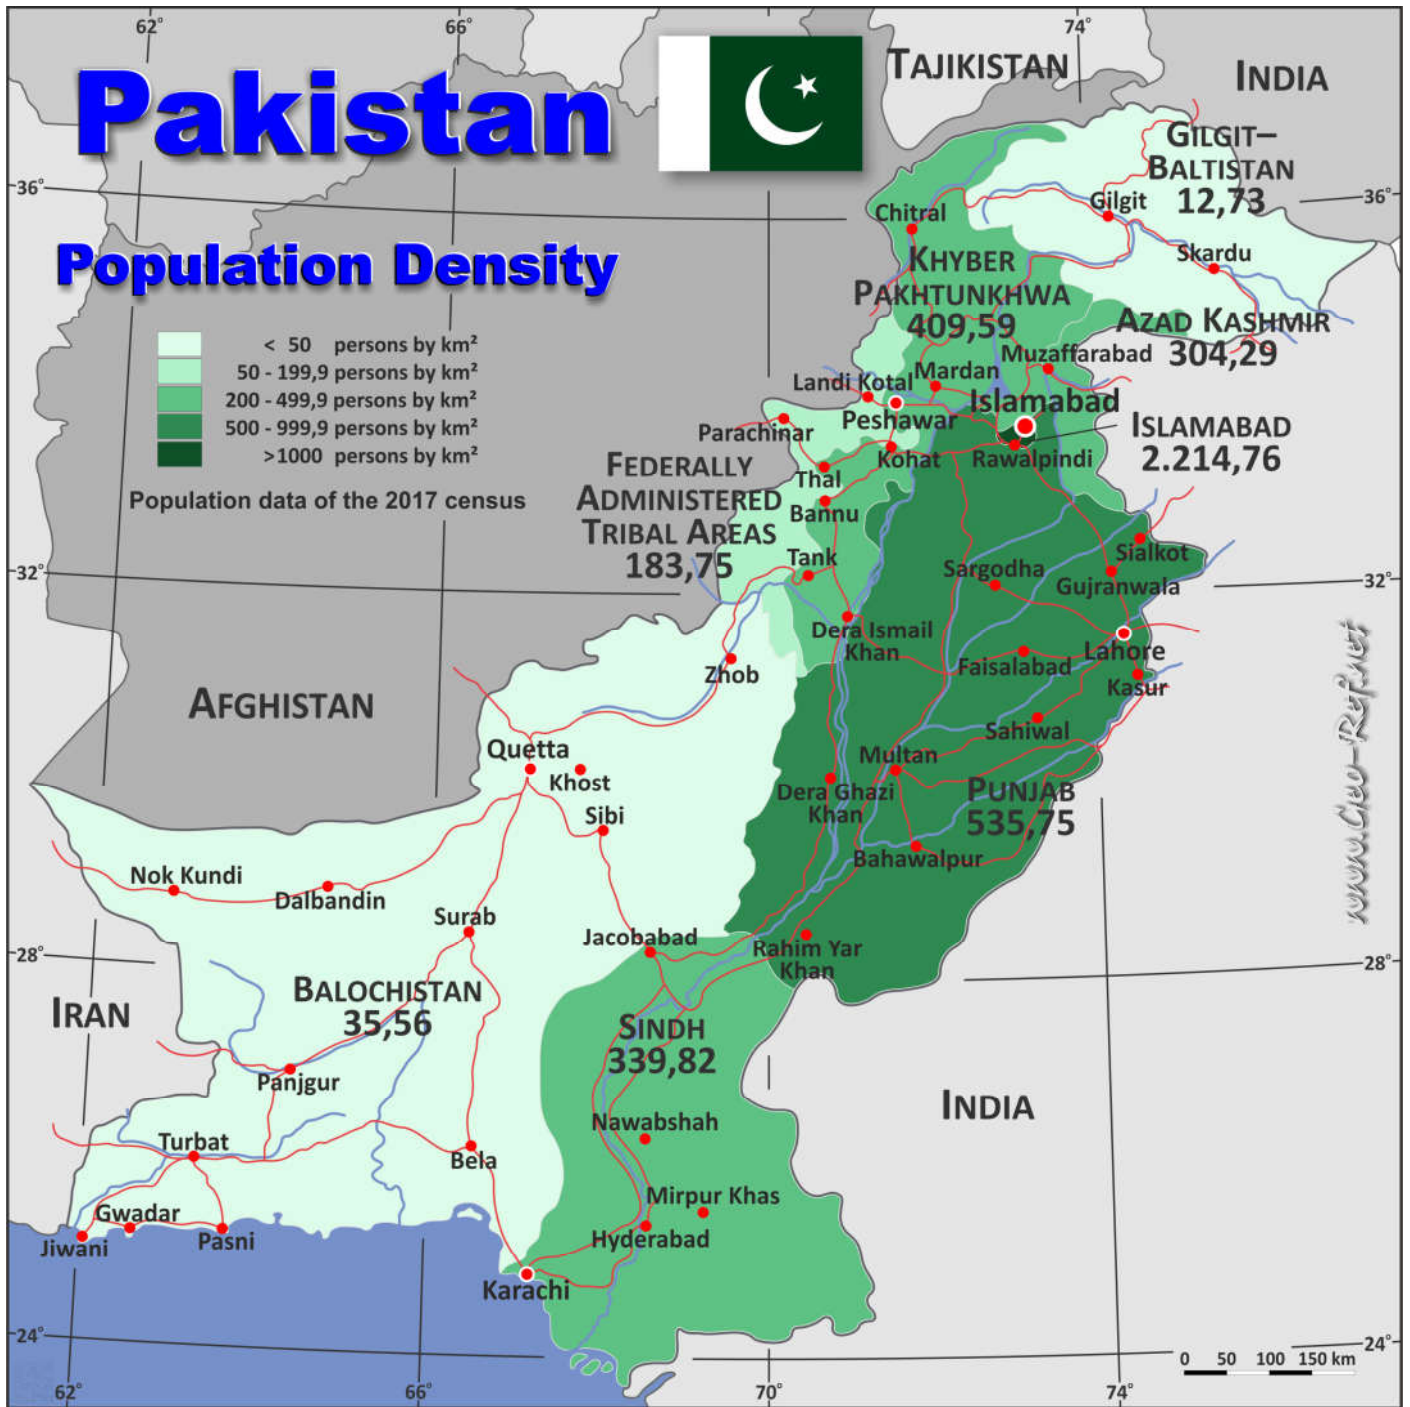 62°
66°
74°
Pakistan
TAJIKISTAN
INDIA
GILGIT–
BALTISTAN
12,73
36°
36°
Chitral
Gilgit
Skardu
Population Density
KHYBER
PAKHTUNKHWA
409,59
AZAD KASHMIR
304,29
< 50 persons by km²
50 - 199,9 persons by km²
200 - 499,9 persons by km²
500 - 999,9 persons by km²
>1000 persons by km²
Population data of the 2017 census
Muzaffarabad
Mardan
Landi Kotal
Islamabad
Peshawar
Parachinar
ISLAMABAD
2.214,76
Kohat
Rawalpindi
FEDERALLY
ADMINISTERED
TRIBAL AREAS
183,75
Thal
Bannu
Tank
Sialkot
Sargodha
Gujranwala
32°
32°
Dera Ismail
Khan
Lahore
Faisalabad
Kasur
Zhob
AFGHISTAN
Sahiwal
Quetta
Khost
Multan
Dera Ghazi
Khan
PUNJAB
535,75
Sibi
Bahawalpur
www.Geo-Ref.net
Nok Kundi
Dalbandin
Surab
Jacobabad
Rahim Yar
Khan
28°
28°
BALOCHISTAN
35,56
IRAN
SINDH
339,82
Panjgur
INDIA
Nawabshah
Turbat
Bela
Mirpur Khas
Gwadar
Hyderabad
Jiwani
Pasni
Karachi
24°
24°
0 50 100 150 km
62°
66°
70°
74°